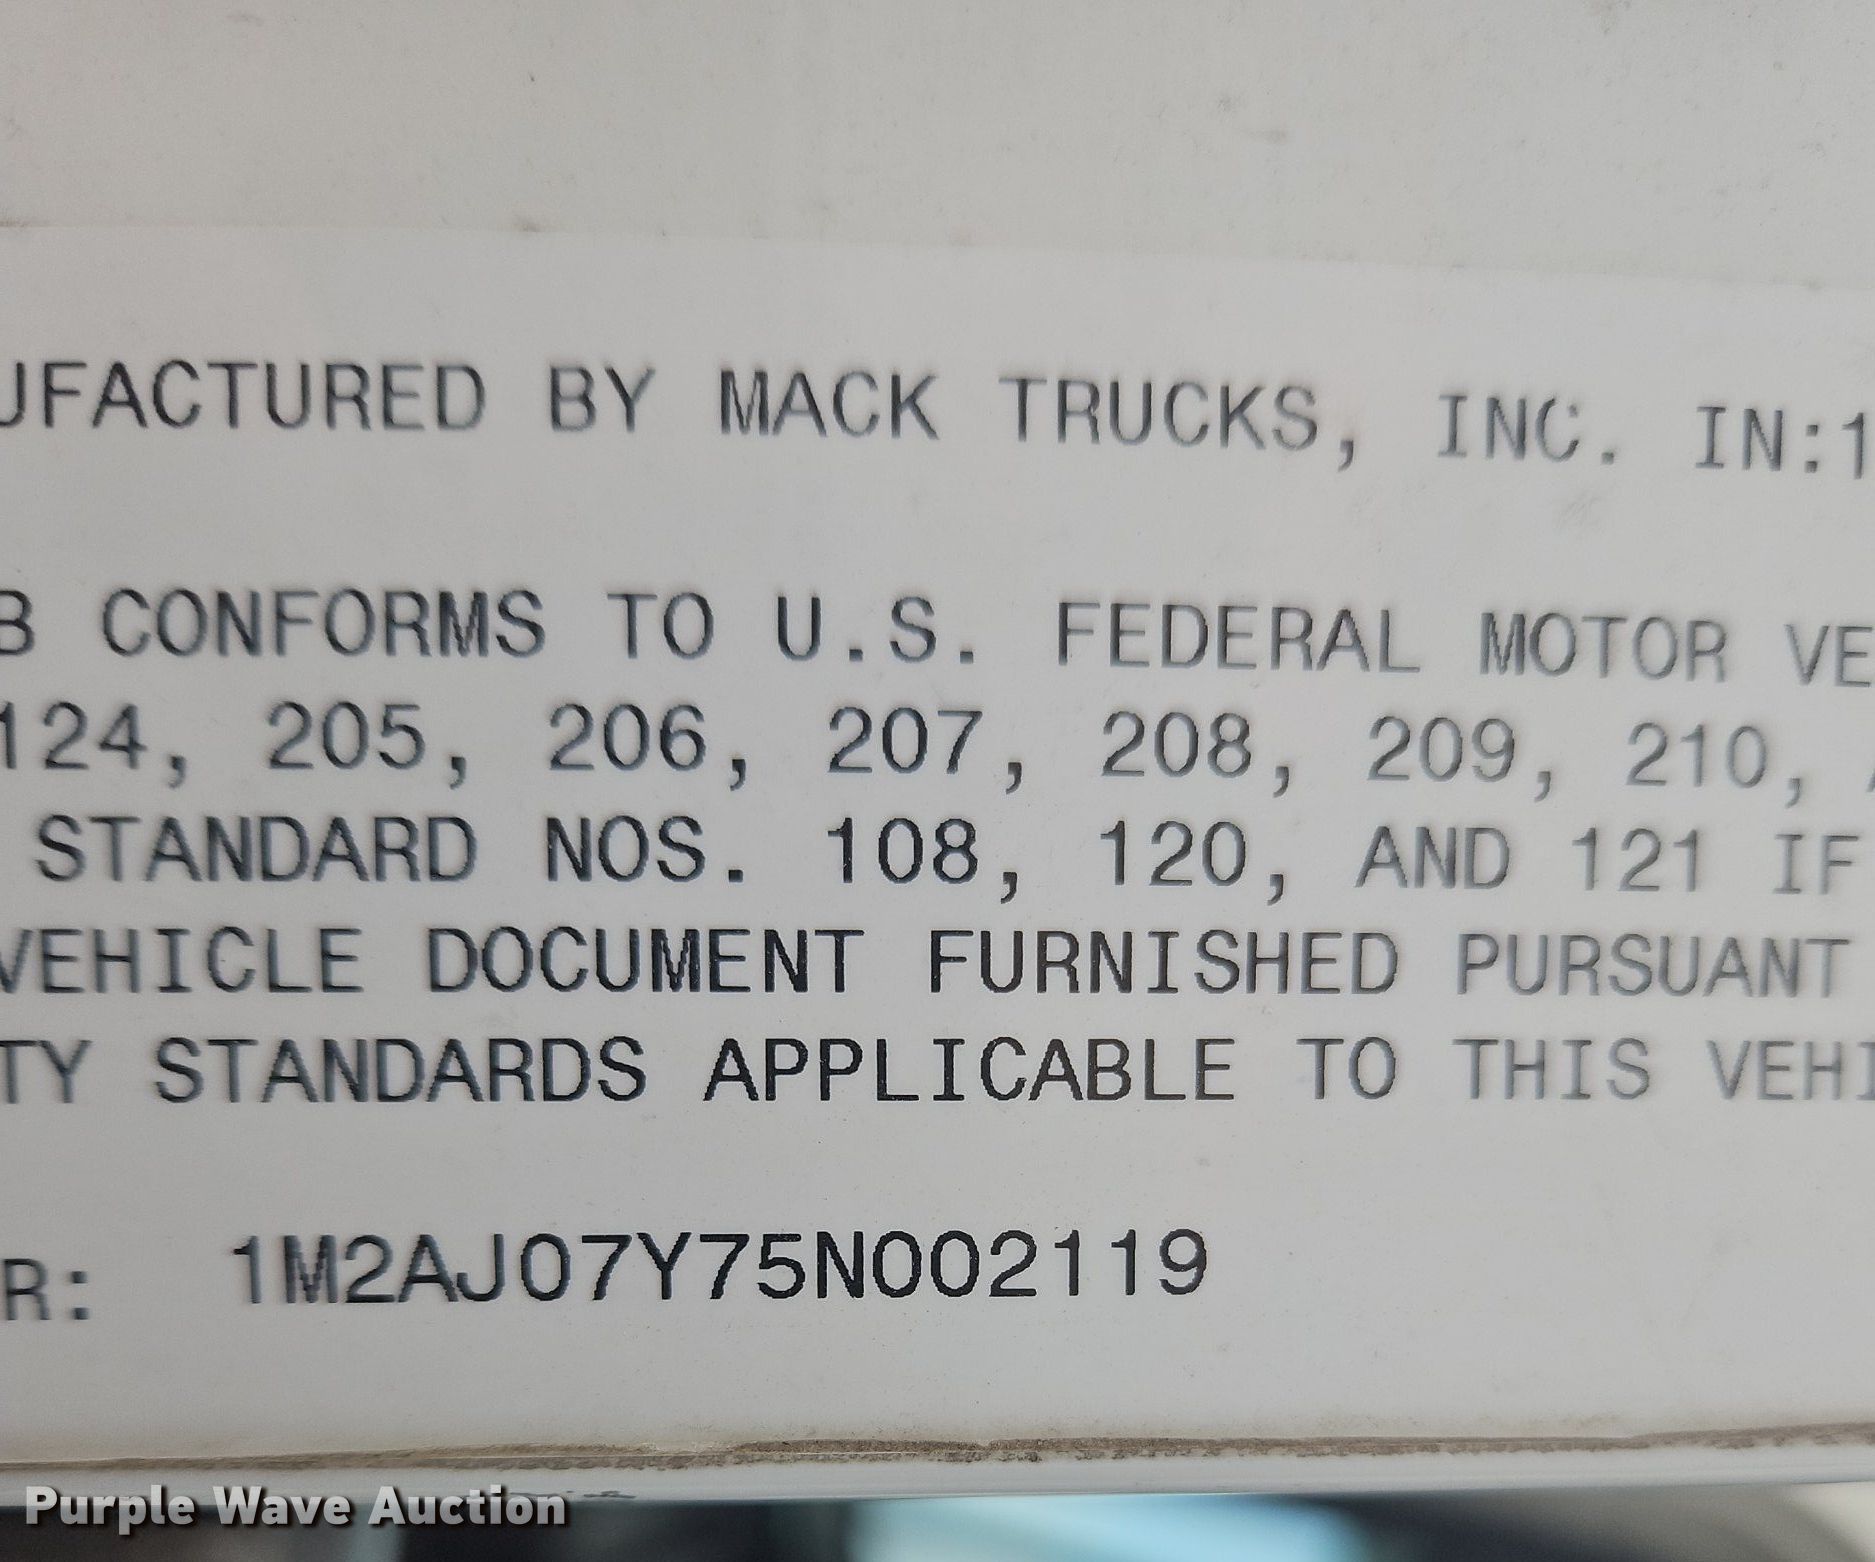 UFACTURED BY MACK TRUCKS, INC. IN:1
B CONFORMS TO U.S. FEDERAL MOTOR VE
124, 205, 206, 207, 208, 209, 210,
STANDARD NOS. 108, 120, AND 121 IF
VEHICLE DOCUMENT FURNISHED PURSUANT
TY STANDARDS APPLICABLE TO THIS VEHI
R: 1M2AJ07Y75N002119
Purple Wave Auction